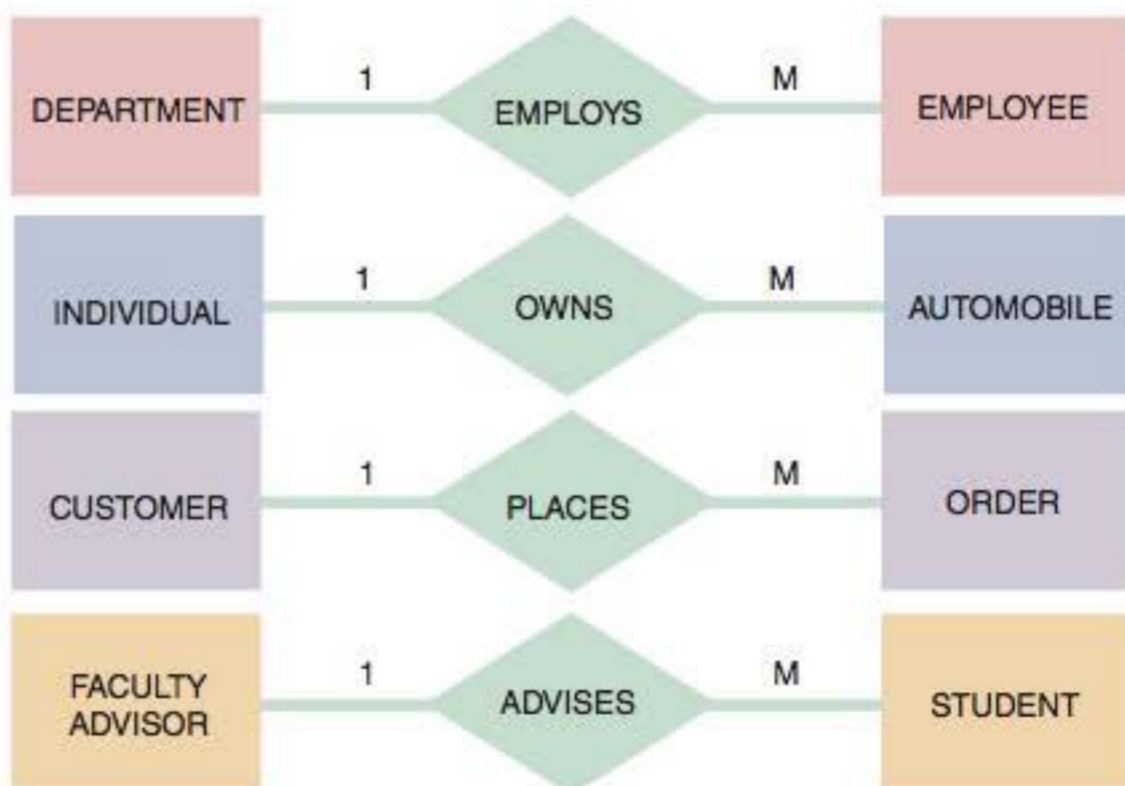 DEPARTMENT 1 EMPLOYS M EMPLOYEE
INDIVIDUAL 1 OWNS M AUTOMOBILE
CUSTOMER 1 PLACES M ORDER
FACULTY
ADVISOR 1 ADVISES M STUDENT